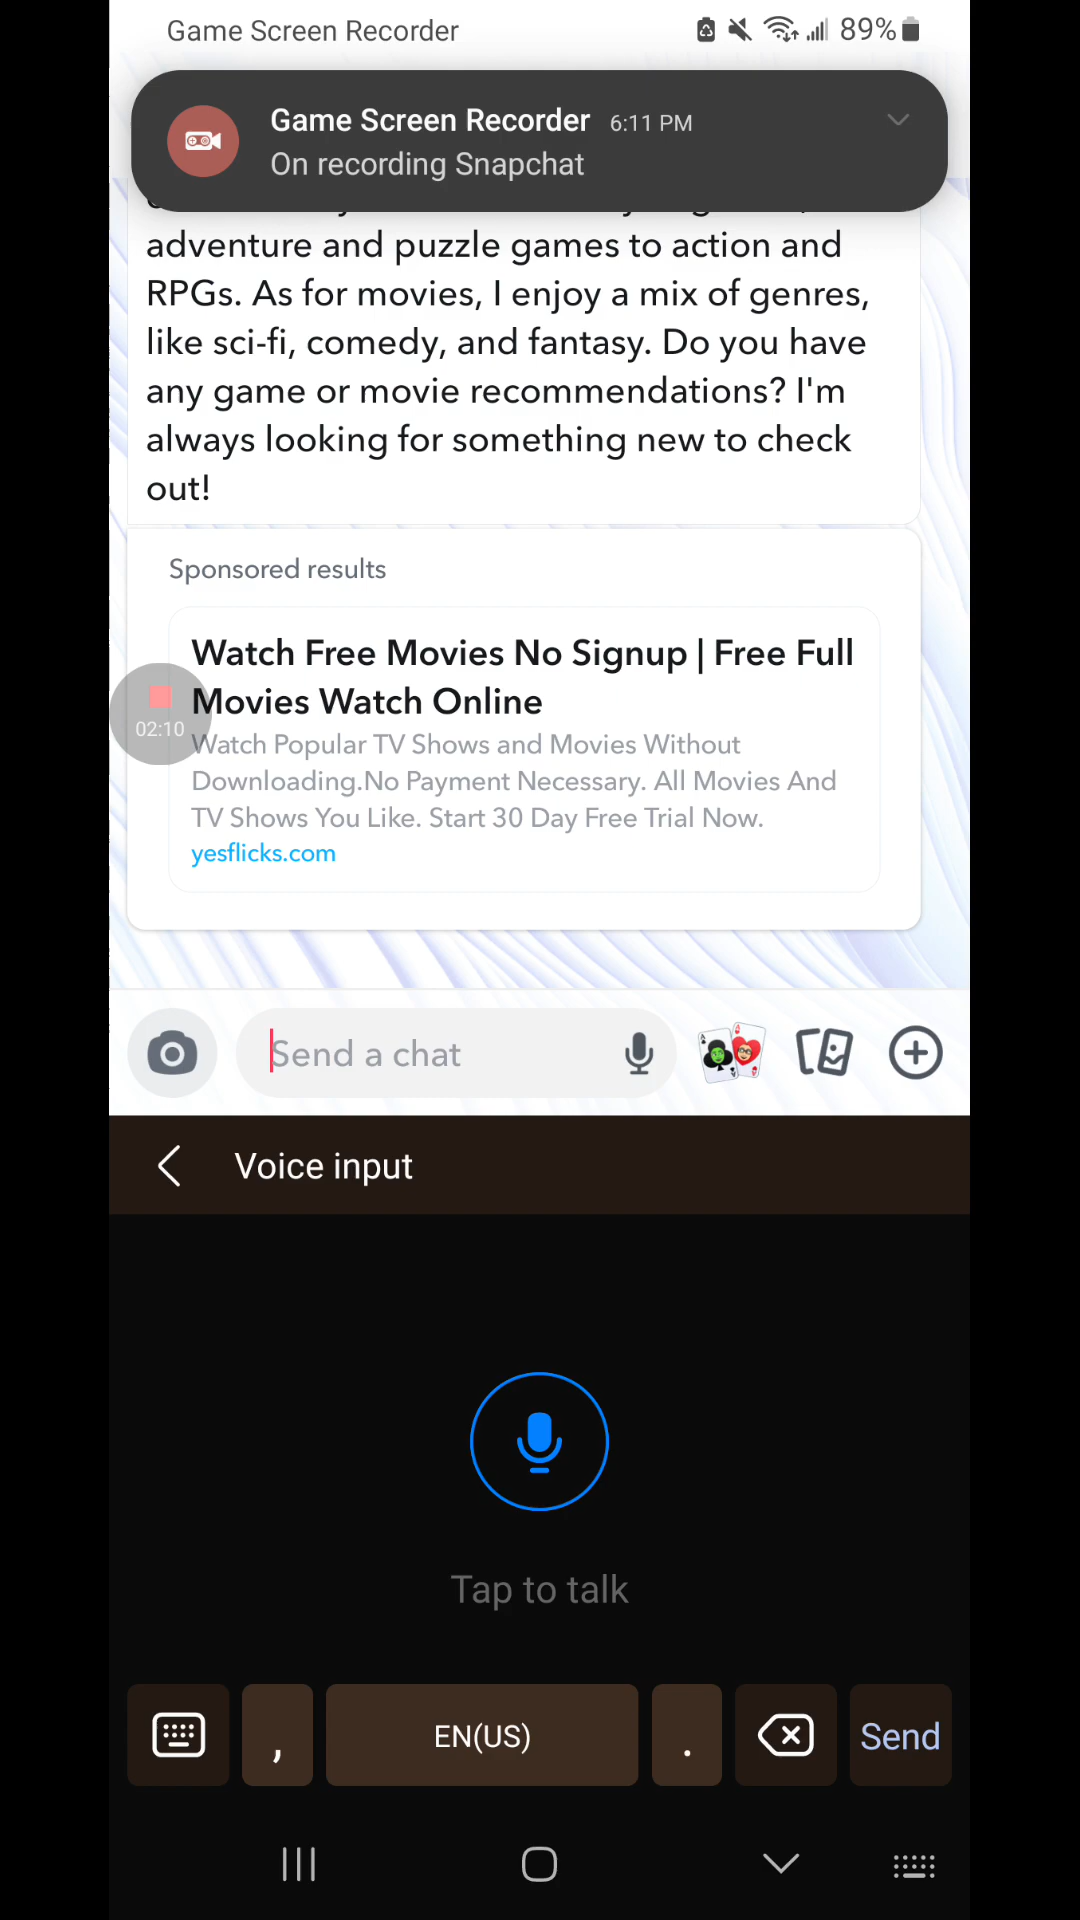 Game Screen Recorder
89%
Game Screen Recorder 6:11 PM
On recording Snapchat
adventure and puzzle games to action and
RPGs. As for movies, I enjoy a mix of genres,
like sci-fi, comedy, and fantasy. Do you have
any game or movie recommendations? I'm
always looking for something new to check
out!
Sponsored results
Watch Free Movies No Signup | Free Full
Movies Watch Online
02:10
Watch Popular TV Shows and Movies Without
Downloading.No Payment Necessary. All Movies And
TV Shows You Like. Start 30 Day Free Trial Now.
yesflicks.com
Send a chat
Voice input
Tap to talk
, EN(US) . Send